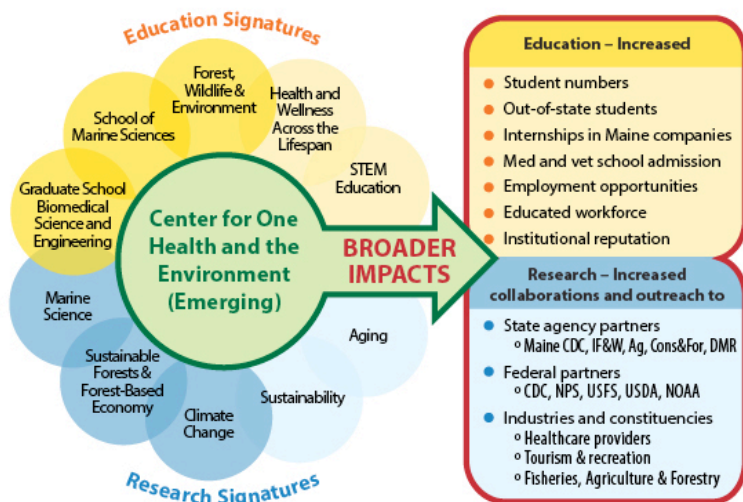 Education Signatures
Forest,
Wildlife &
Environment
Health and
Wellness
Across the
Lifespan
School of
Marine Sciences
STEM
Education
Graduate School
Biomedical
Science and
Engineering
Center for One
Health and the
Environment
(Emerging)
BROADER
IMPACTS
Marine
Science
Aging
Sustainable
Forests &
Forest-Based
Economy
Sustainability
Climate
Change
Research Signatures
Education – Increased
Student numbers
Out-of-state students
Internships in Maine companies
Med and vet school admission
Employment opportunities
Educated workforce
Institutional reputation
Research – Increased
collaborations and outreach to
State agency partners
Maine CDC, IF&W, Ag, Cons&For, DMR
Federal partners
CDC, NPS, USFS, USDA, NOAA
Industries and constituencies
Healthcare providers
Tourism & recreation
Fisheries, Agriculture & Forestry